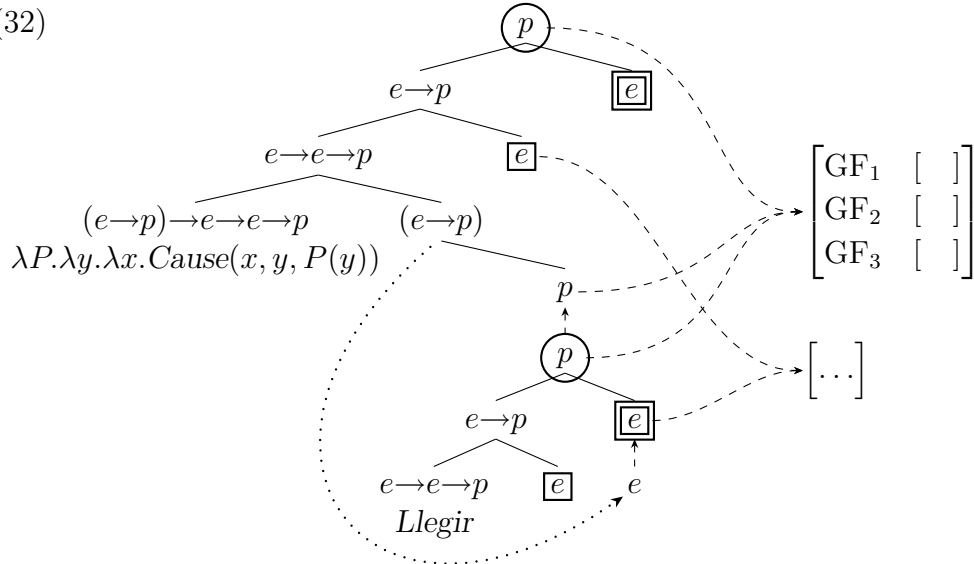 (32)
p
e→p e
e→e→p e
(e→p)→e→e→p (e→p)
λP.λy.λx.Cause(x, y, P(y))
GF₁ [ ]
GF₂ [ ]
GF₃ [ ]
p
p
[...]
e→p e
e→e→p e e
Llegir